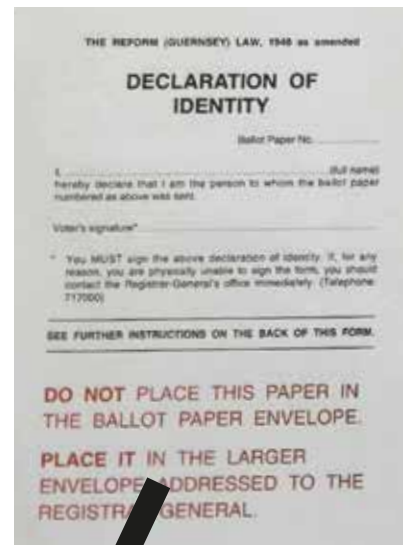 THE REFORM (GUERNSEY) LAW, 1948 as amended
DECLARATION OF
IDENTITY
Ballot Paper No.
I, (full name)
hereby declare that I am the person to whom the ballot paper
numbered as above was sent.
Voter's signature*
* You MUST sign the above declaration of identity. If, for any
reason, you are physically unable to sign the form, you should
contact the Registrar-General's office immediately. (Telephone:
717000)
SEE FURTHER INSTRUCTIONS ON THE BACK OF THIS FORM.
DO NOT PLACE THIS PAPER IN
THE BALLOT PAPER ENVELOPE.
PLACE IT IN THE LARGER
ENVELOPE ADDRESSED TO THE
REGISTRA GENERAL.